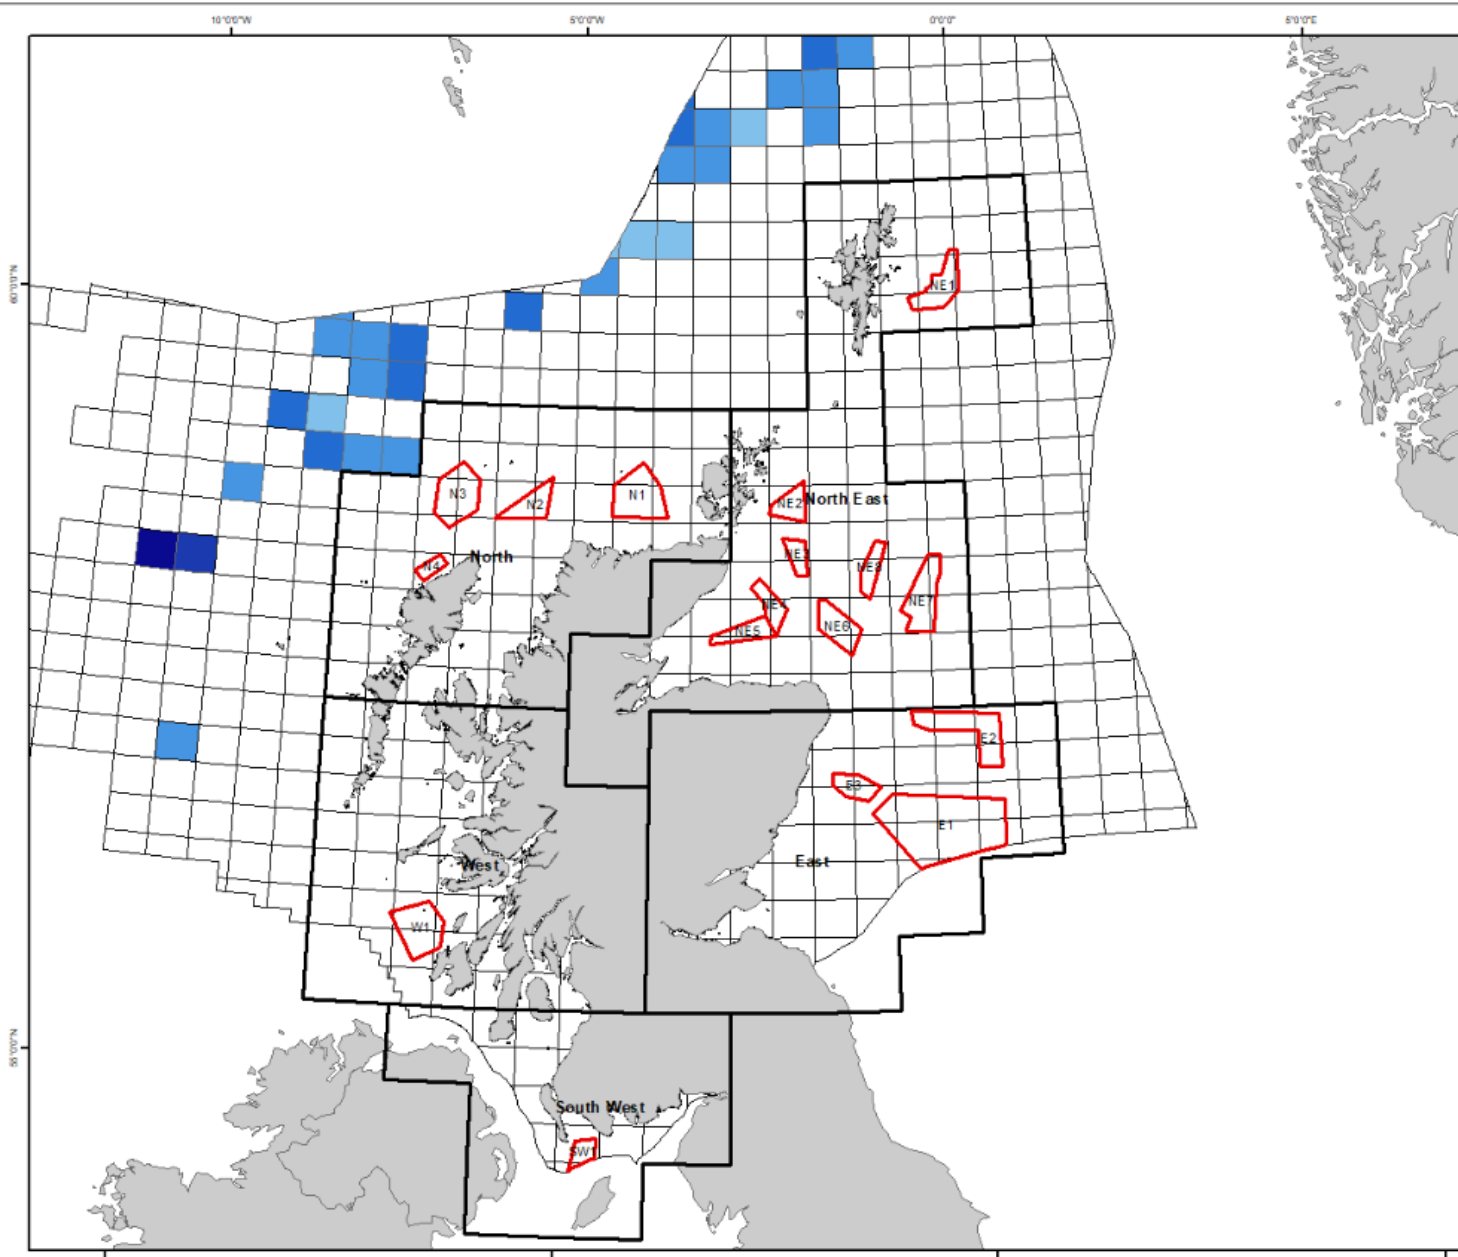 10°0'0"W 5°0'0"W 0°0'0" 5°0'0"E
60°0'0"N
NE1
N3 N2 N1 NE2 North East
North NE3
N4 NE8
NE4 NE7
NE5 NE6
E2
E3
E1
West East
W1
55°0'0"N
South West
SW1